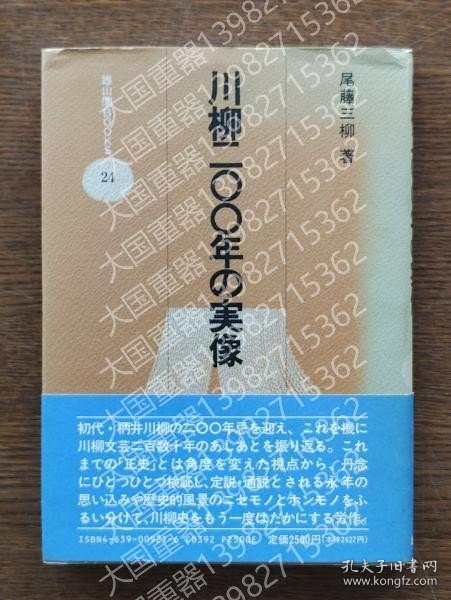 尾藤三柳 著
川柳二〇〇年の実像
雄山閣BOOKS
24
初代・柄井川柳の二〇〇年忌を迎え、これを機に
川柳文芸二百数十年のあしあとを振り返る。これ
までの「正史」とは角度を変えた視点から、丹念
にひとつひとつ検証し、定説・通説とされる永年の
思い込みや歴史的風景のニセモノとホンモノをふ
るい分けて、川柳史をもう一度はだかにする労作。
定価2500円
大国重器13982715362
孔夫子旧书网
www.kongfz.com